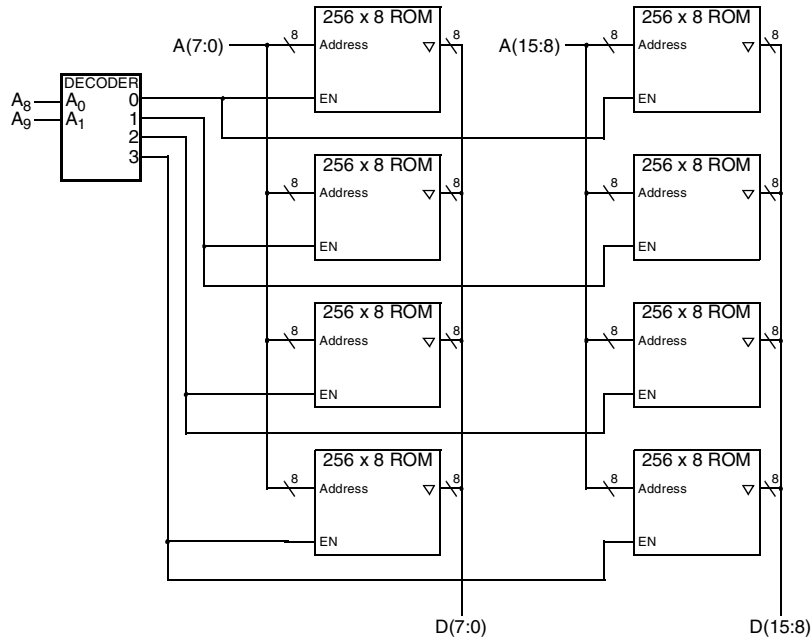 256 x 8 ROM
256 x 8 ROM
A(7:0)
8
Address
▽
8
A(15:8)
8
Address
▽
8
DECODER
A8
A0
0
EN
EN
A9
A1
1
2
3
256 x 8 ROM
256 x 8 ROM
8
Address
▽
8
8
Address
▽
8
EN
EN
256 x 8 ROM
256 x 8 ROM
8
Address
▽
8
8
Address
▽
8
EN
EN
256 x 8 ROM
256 x 8 ROM
8
Address
▽
8
8
Address
▽
8
EN
EN
D(7:0)
D(15:8)